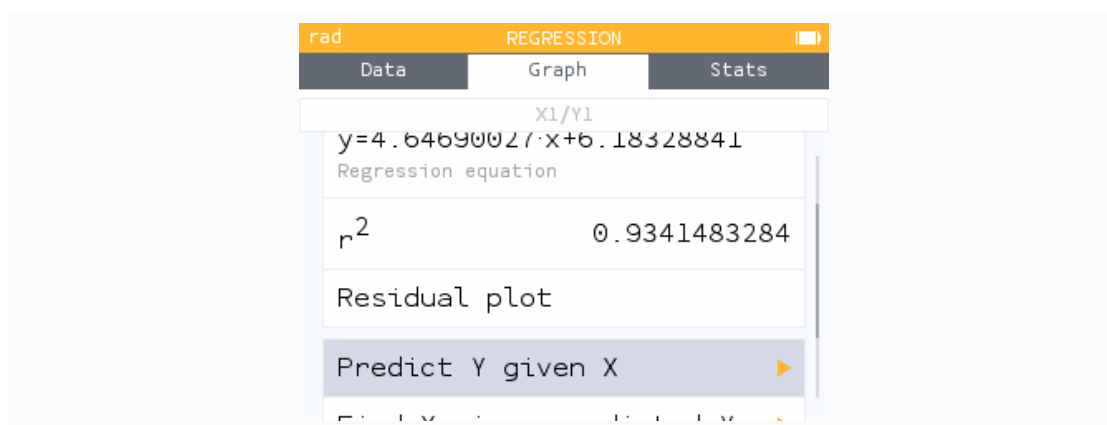 rad REGRESSION
Data Graph Stats
X1/Y1
y=4.64690027·x+6.18328841
Regression equation
r² 0.9341483284
Residual plot
Predict Y given X